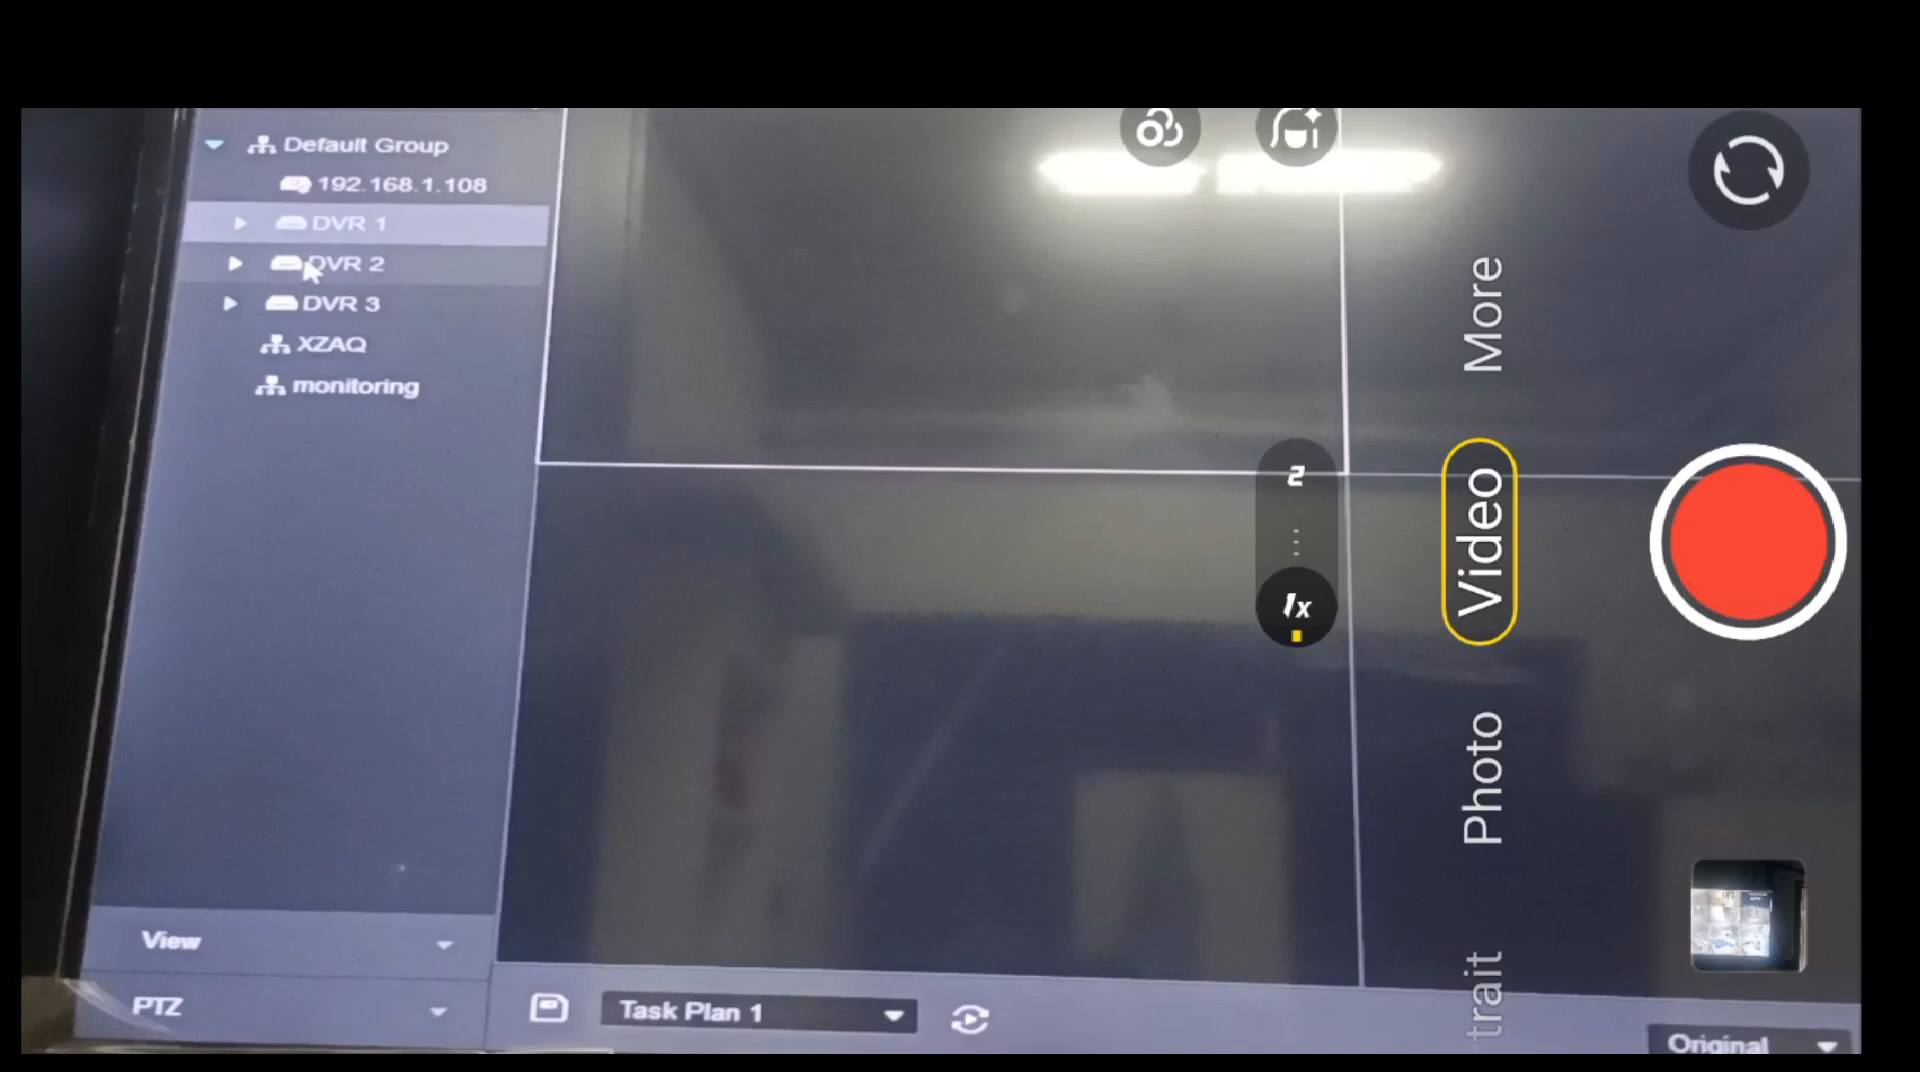 Default Group
192.168.1.108
DVR 1
DVR 2
DVR 3
XZAQ
monitoring
View
PTZ
Task Plan 1
Original
More
Video
Photo
trait
2
1x